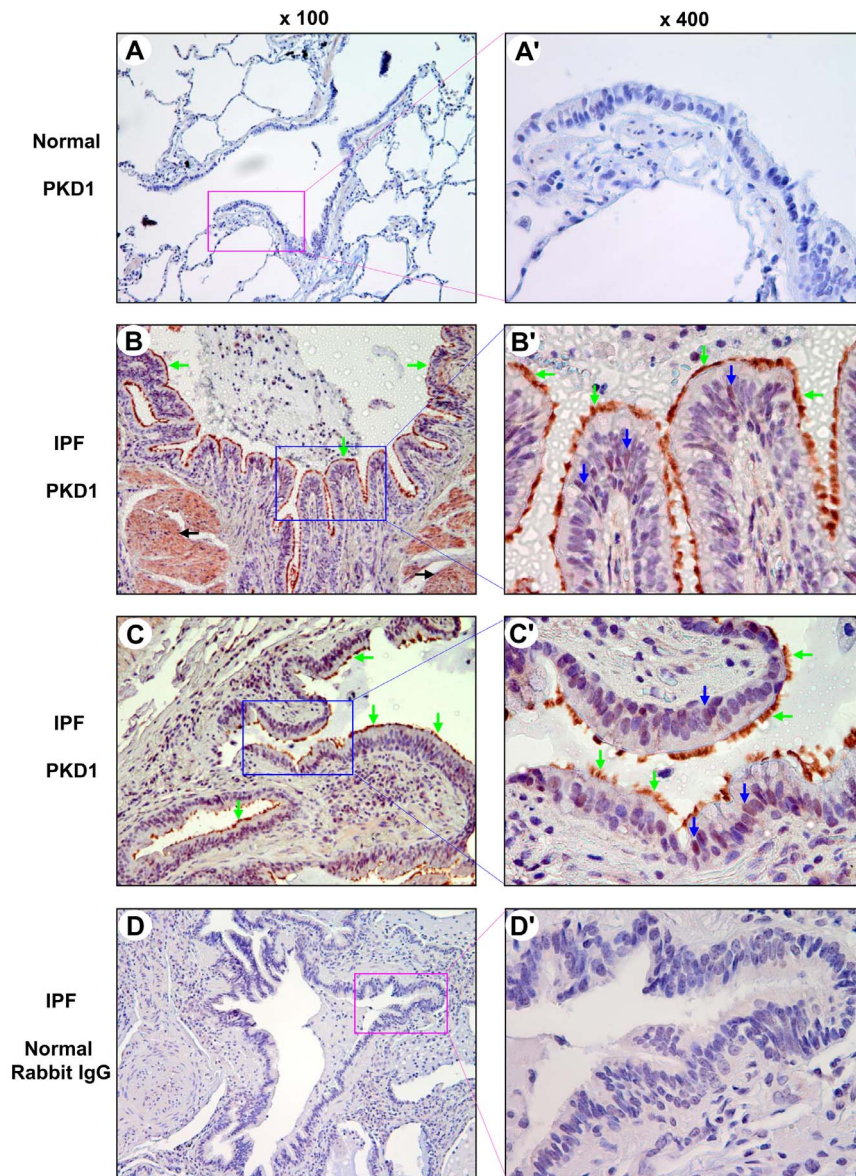 x 100
x 400
A
A'
Normal
PKD1
B
B'
IPF
PKD1
C
C'
IPF
PKD1
D
D'
IPF
Normal
Rabbit IgG